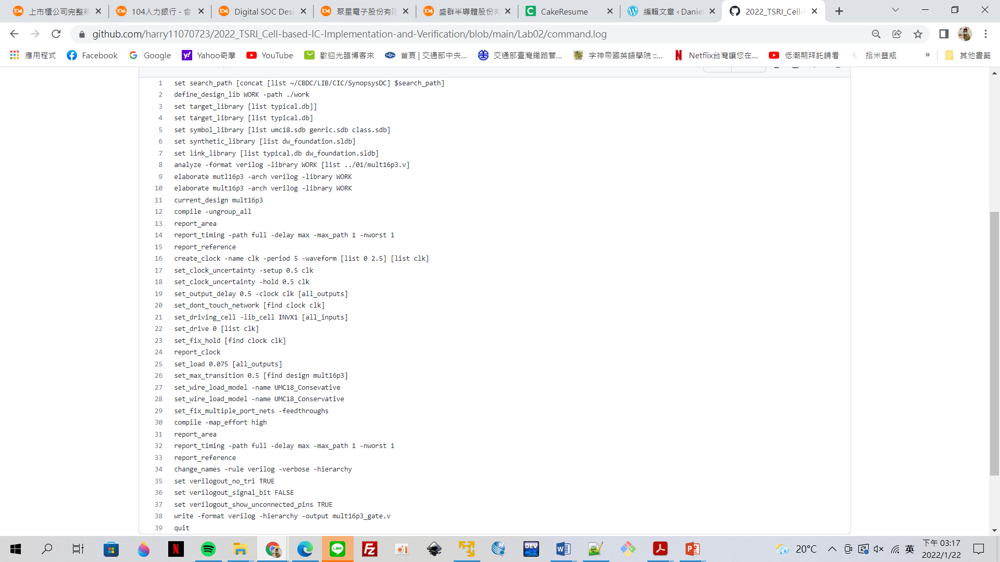 上市櫃公司完整薪
104人力銀行 - 會
Digital SOC Desi
聚星電子股份有限
盛群半導體股份有
CakeResume
編輯文章 ‹ Daniel
2022_TSRI_Cell-b
github.com/harry11070723/2022_TSRI_Cell-based-IC-Implementation-and-Verification/blob/main/Lab02/command.log
應用程式
Facebook
Google
Yahoo奇摩
YouTube
歡迎光臨博客來
首頁 | 交通部中央...
交通部臺灣鐵路管...
字神帝國英語學院 ::...
Netflix台灣讓您在...
低潮期拜託請看
拾米豐瓶
»
其他書籤
1 set search_path [concat [list ~/CBDC/LIB/CIC/SynopsysDC] $search_path]
2 define_design_lib WORK -path ./work
3 set target_library [list typical.db]]
4 set target_library [list typical.db]
5 set symbol_library [list umc18.sdb genric.sdb class.sdb]
6 set synthetic_library [list dw_foundation.sldb]
7 set link_library [list typical.db dw_foundation.sldb]
8 analyze -format verilog -library WORK [list ../01/mult16p3.v]
9 elaborate mutl16p3 -arch verilog -library WORK
10 elaborate mult16p3 -arch verilog -library WORK
11 current_design mult16p3
12 compile -ungroup_all
13 report_area
14 report_timing -path full -delay max -max_path 1 -nworst 1
15 report_reference
16 create_clock -name clk -period 5 -waveform [list 0 2.5] [list clk]
17 set_clock_uncertainty -setup 0.5 clk
18 set_clock_uncertainty -hold 0.5 clk
19 set_output_delay 0.5 -clock clk [all_outputs]
20 set_dont_touch_network [find clock clk]
21 set_driving_cell -lib_cell INVX1 [all_inputs]
22 set_drive 0 [list clk]
23 set_fix_hold [find clock clk]
24 report_clock
25 set_load 0.075 [all_outputs]
26 set_max_transition 0.5 [find design mult16p3]
27 set_wire_load_model -name UMC18_Consevative
28 set_wire_load_model -name UMC18_Conservative
29 set_fix_multiple_port_nets -feedthroughs
30 compile -map_effort high
31 report_area
32 report_timing -path full -delay max -max_path 1 -nworst 1
33 report_reference
34 change_names -rule verilog -verbose -hierarchy
35 set verilogout_no_tri TRUE
36 set verilogout_signal_bit FALSE
37 set verilogout_show_unconnected_pins TRUE
38 write -format verilog -hierarchy -output mult16p3_gate.v
39 quit
20°C
英
下午 03:17
2022/1/22